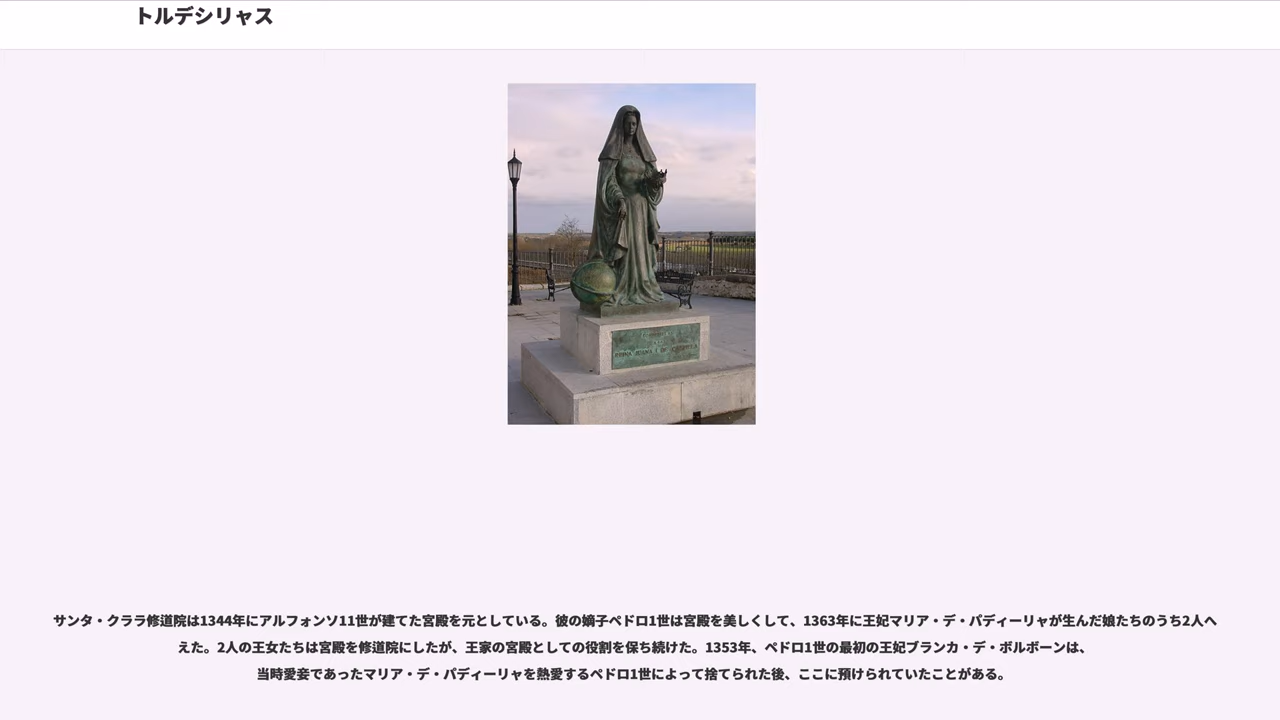 トルデシリャス
サンタ・クララ修道院は1344年にアルフォンソ11世が建てた宮殿を元としている。彼の嫡子ペドロ1世は宮殿を美しくして、1363年に王妃マリア・デ・パディーリャが生んだ娘たちのうち2人へ
えた。2人の王女たちは宮殿を修道院にしたが、王家の宮殿としての役割を保ち続けた。1353年、ペドロ1世の最初の王妃ブランカ・デ・ボルボーンは、
当時愛妾であったマリア・デ・パディーリャを熱愛するペドロ1世によって捨てられた後、ここに預けられていたことがある。